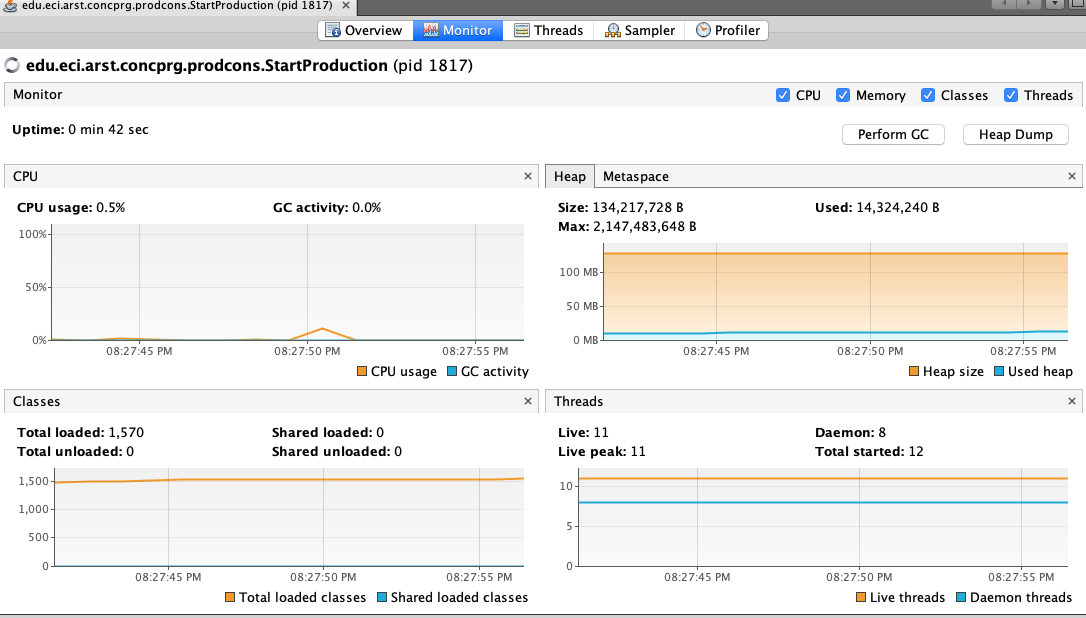 edu.eci.arst.concprg.prodcons.StartProduction (pid 1817)
Overview Monitor Threads Sampler Profiler
edu.eci.arst.concprg.prodcons.StartProduction (pid 1817)
Monitor CPU Memory Classes Threads
Uptime: 0 min 42 sec
Perform GC Heap Dump
CPU
CPU usage: 0.5% GC activity: 0.0%
100%
50%
0%
08:27:45 PM 08:27:50 PM 08:27:55 PM
CPU usage GC activity
Heap Metaspace
Size: 134,217,728 B Used: 14,324,240 B
Max: 2,147,483,648 B
100 MB
50 MB
0 MB
08:27:45 PM 08:27:50 PM 08:27:55 PM
Heap size Used heap
Classes
Total loaded: 1,570 Shared loaded: 0
Total unloaded: 0 Shared unloaded: 0
1,500
1,000
500
0
08:27:45 PM 08:27:50 PM 08:27:55 PM
Total loaded classes Shared loaded classes
Threads
Live: 11 Daemon: 8
Live peak: 11 Total started: 12
10
5
0
08:27:45 PM 08:27:50 PM 08:27:55 PM
Live threads Daemon threads